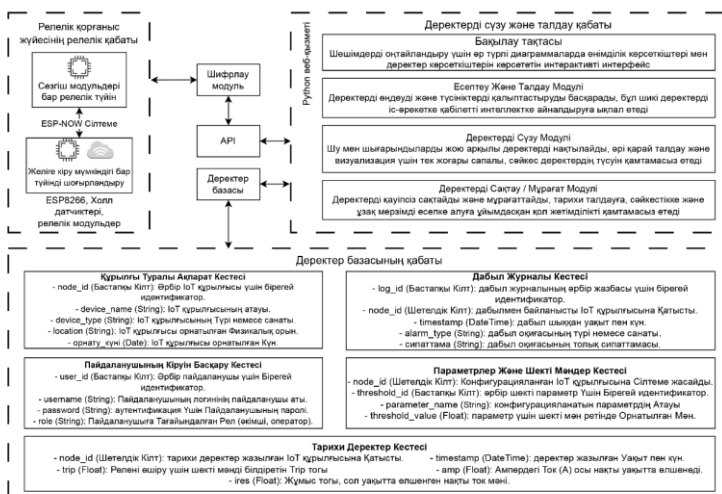 Релелік қорғаныс
жүйесінің релелік қабаты
Сезгіш модульдері
бар релелік түйін
ESP-NOW Сілтеме
Желіге кіру мүмкіндігі бар
түйінді шоғырландыру
ESP8266, Холл
датчиктері,
релелік модульдер
Шифрлау
модуль
API
Деректер
базасы
Python веб-қызметі
Деректерді сүзу және талдау қабаты
Бақылау тақтасы
Шешімдерді оңтайландыру үшін әр түрлі диаграммаларда өнімділік көрсеткіштері мен
деректер көрсеткіштерін көрсететін интерактивті интерфейс
Есептеу Және Талдау Модулі
Деректерді өңдеуді және түсініктерді қалыптастыруды басқарады, бұл шикі деректерді
іс-әрекетке қабілетті интеллектке айналдыруға ықпал етеді
Деректерді Сүзу Модулі
Шу мен шығарындыларды жою арқылы деректерді нақтылайды, әрі қарай талдау және
визуализация үшін тек жоғары сапалы, сәйкес деректердің түсуін қамтамасыз етеді
Деректерді Сақтау / Мұрағат Модулі
Деректерді қауіпсіз сақтайды және мұрағаттайды, тарихи талдауға, сәйкестікке және
ұзақ мерзімді есепке алуға ұйымдасқан қол жетімділікті қамтамасыз етеді
Деректер базасының қабаты
Құрылғы Туралы Ақпарат Кестесі
- node_id (Бастапқы Кілт): Әрбір IoT құрылғысы үшін бірегей
идентификатор.
- device_name (String): IoT құрылғысының атауы.
- device_type (String): IoT құрылғысының Түрі немесе санаты.
- location (String): IoT құрылғысы орнатылған Физикалық орын.
- орнату_күні (Date): IoT құрылғысы орнатылған Күн.
Дабыл Журналы Кестесі
- log_id (Бастапқы Кілт): дабыл журналының әрбір жазбасы үшін бірегей
идентификатор.
- node_id (Шетелдік Кілт): дабылмен байланысты IoT құрылғысына Қатысты.
- timestamp (DateTime): дабыл шыққан уақыт пен күн.
- alarm_type (String): дабыл оқиғасының түрі немесе санаты.
- сипаттама (String): дабыл оқиғасының толық сипаттамасы.
Пайдаланушының Кіруін Басқару Кестесі
- user_id (Бастапқы Кілт): Әрбір пайдаланушы үшін Бірегей
идентификатор.
- username (String): Пайдаланушының логинінің пайдаланушы аты.
- password (String): аутентификация Үшін Пайдаланушының паролі.
- role (String): Пайдаланушыға Тағайындалған Рөл (әкімші, оператор).
Параметрлер Және Шекті Мәндер Кестесі
- node_id (Шетелдік Кілт): Конфигурацияланған IoT құрылғысына Сілтеме жасайды.
- threshold_id (Бастапқы Кілт): әрбір шекті параметр Үшін Бірегей идентификатор.
- parameter_name (String): конфигурацияланатын параметрдің Атауы
- threshold_value (Float): параметр үшін шекті мән ретінде Орнатылған Мән.
Тарихи Деректер Кестесі
- node_id (Шетелдік Кілт): тарихи деректер жазылған IoT құрылғысына Қатысты.
- timestamp (DateTime): деректер жазылған Уақыт пен күн.
- trip (Float): Релені өшіру үшін шекті мәнді білдіретін Trip тогы
- amp (Float): Ампердегі Ток (A) осы нақты уақытта өлшенеді.
- ires (Float): Жұмыс тогы, сол уақытта өлшенген нақты ток мәні.